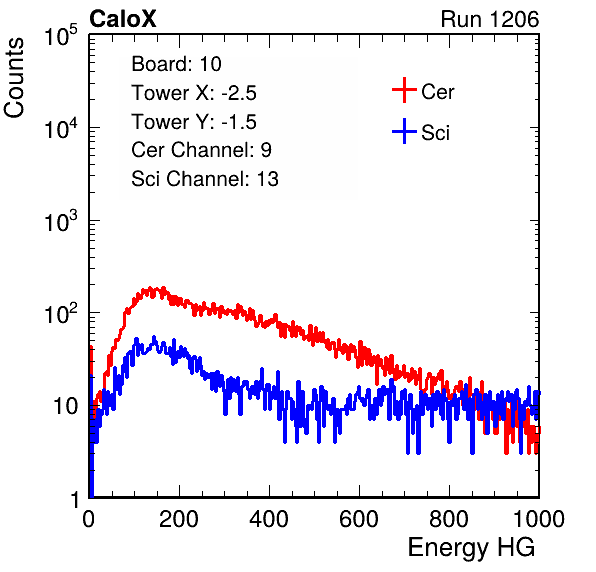 CaloX Run 1206
Counts
Board: 10
Tower X: -2.5
Tower Y: -1.5
Cer Channel: 9
Sci Channel: 13
Cer
Sci
10^5
10^4
10^3
10^2
10
1
0 200 400 600 800 1000
Energy HG